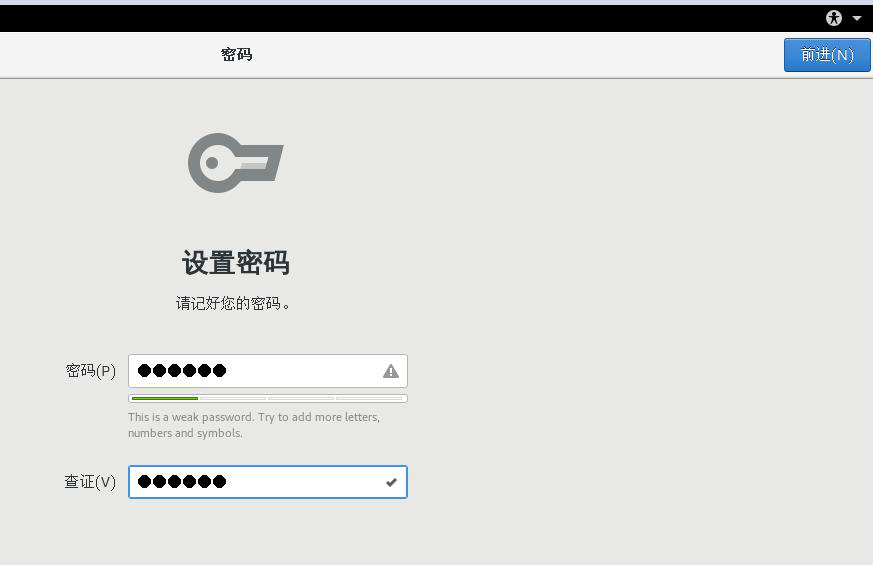 密码
前进(N)
设置密码
请记好您的密码。
密码(P)
●●●●●●
This is a weak password. Try to add more letters,
numbers and symbols.
查证(V)
●●●●●●